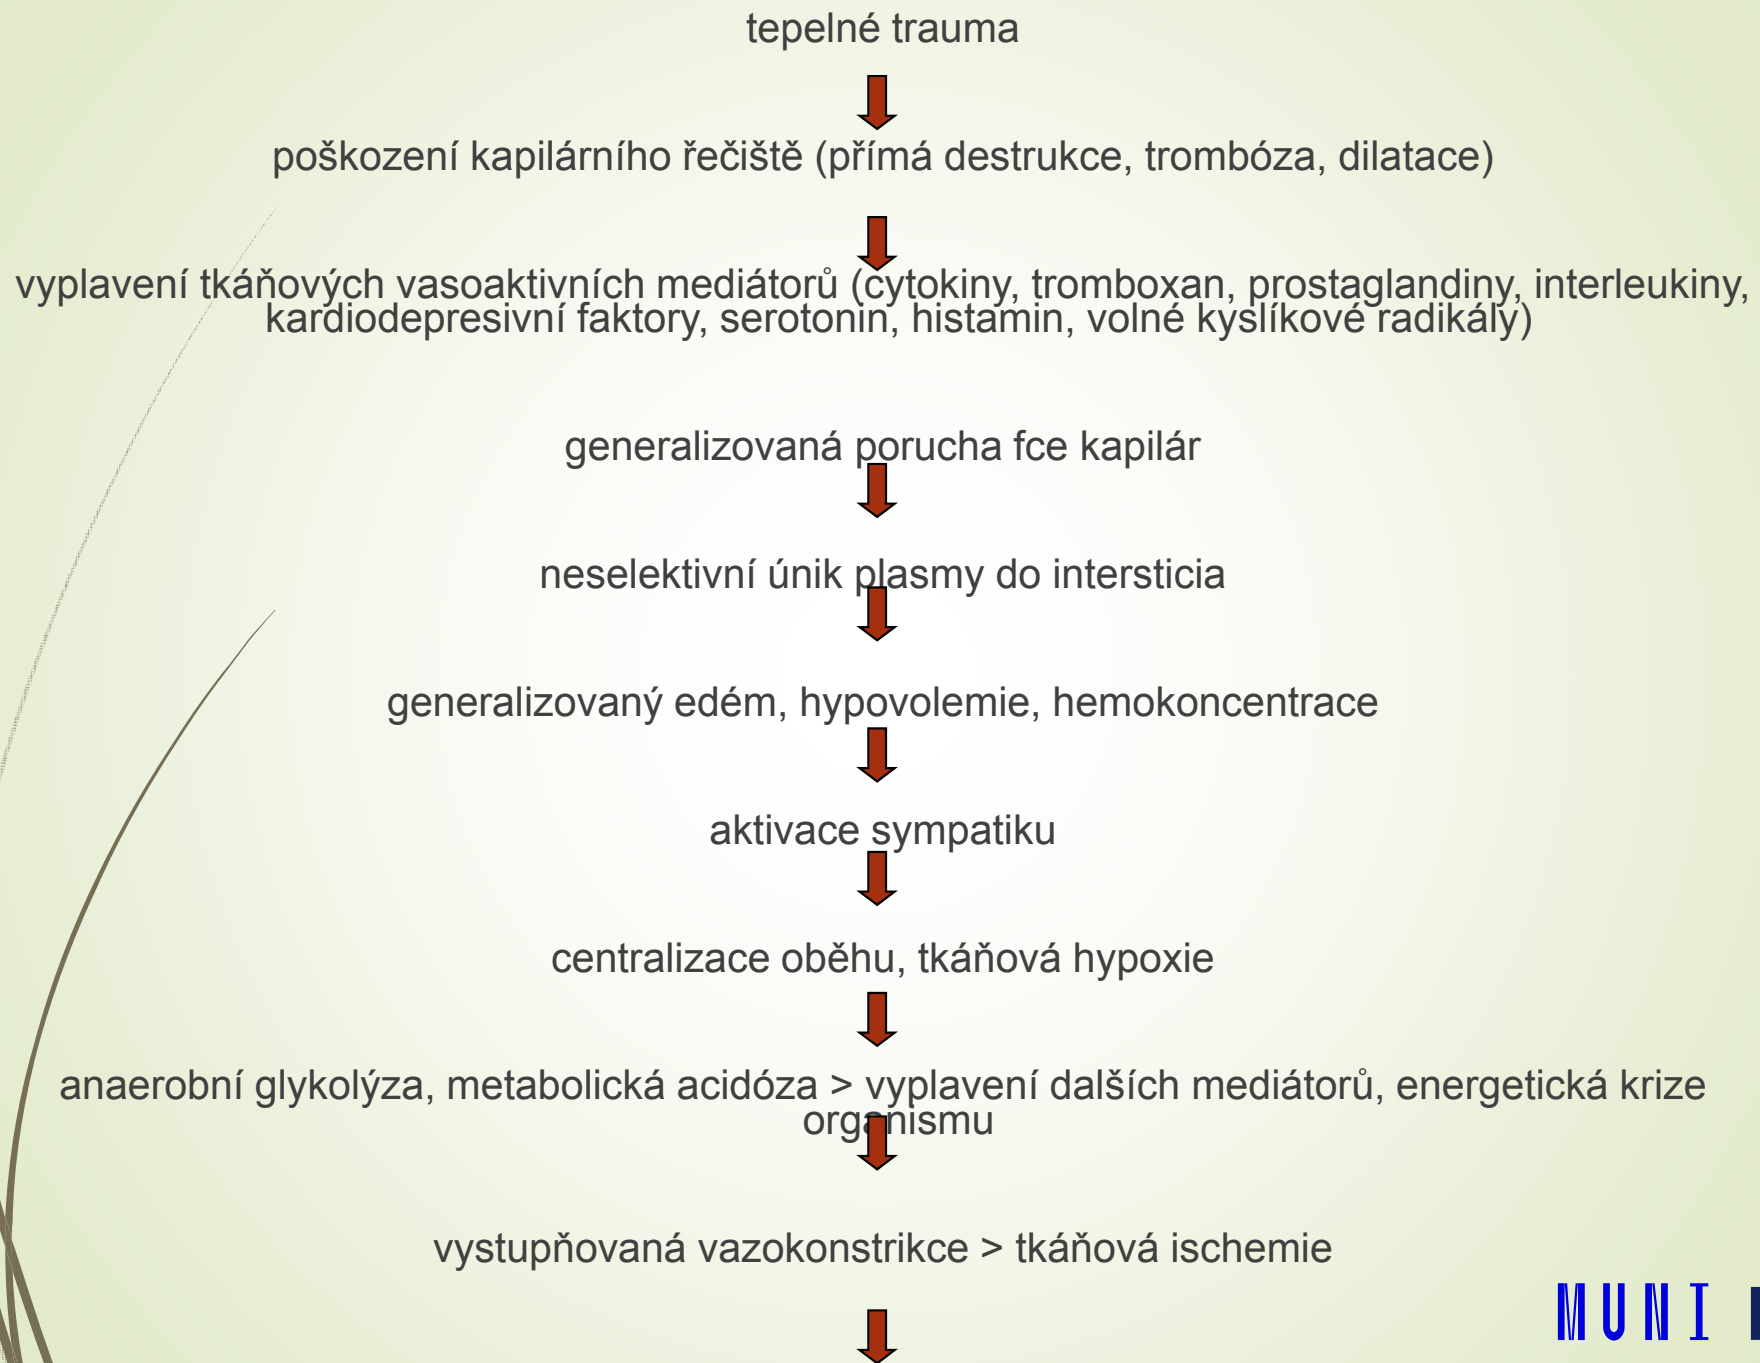 tepelné trauma
poškození kapilárního řečiště (přímá destrukce, trombóza, dilatace)
vyplavení tkáňových vasoaktivních mediátorů (cytokiny, tromboxan, prostaglandiny, interleukiny,
kardiodepresivní faktory, serotonin, histamin, volné kyslíkové radikály)
generalizovaná porucha fce kapilár
neselektivní únik plasmy do intersticia
generalizovaný edém, hypovolemie, hemokoncentrace
aktivace sympatiku
centralizace oběhu, tkáňová hypoxie
anaerobní glykolýza, metabolická acidóza > vyplavení dalších mediátorů, energetická krize
organismu
vystupňovaná vazokonstrikce > tkáňová ischemie
MUNI